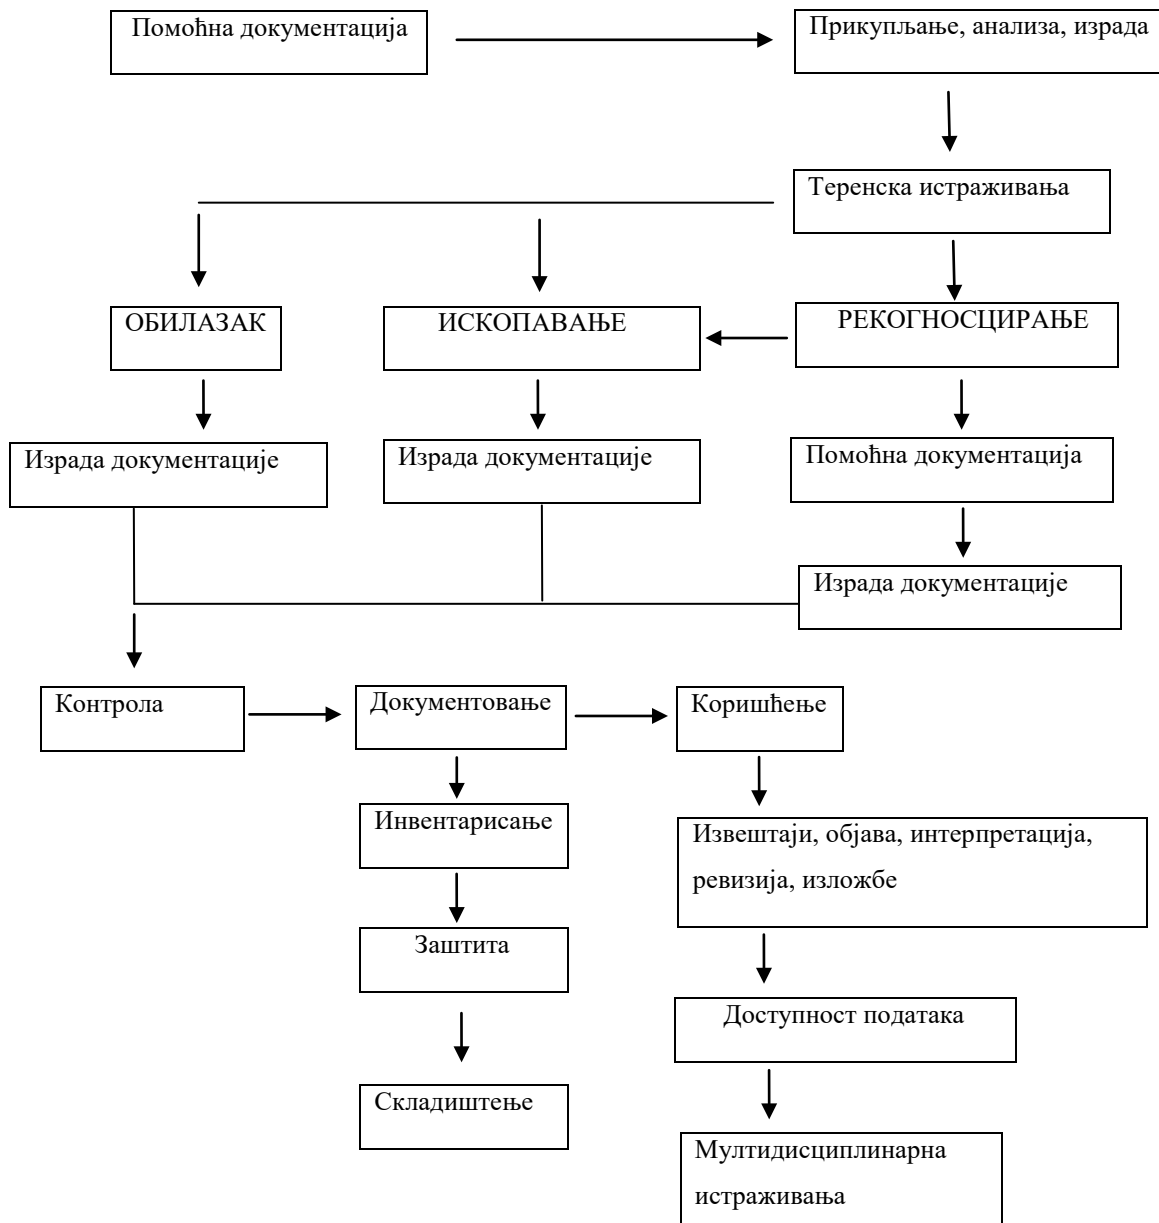 Помоћна документација
Прикупљање, анализа, израда
Теренска истраживања
ОБИЛАЗАК
ИСКОПАВАЊЕ
РЕКОГНОСЦИРАЊЕ
Израда документације
Израда документације
Помоћна документација
Израда документације
Контрола
Документовање
Коришћење
Инвентарисање
Извештаји, објава, интерпретација,
ревизија, изложбе
Заштита
Доступност података
Складиштење
Мултидисциплинарна
истраживања